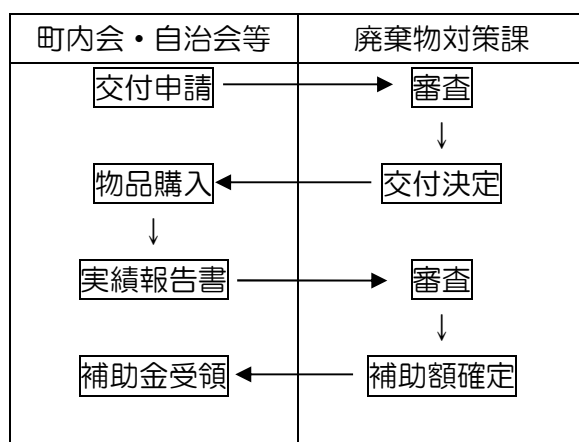 町内会・自治会等 廃棄物対策課
交付申請 審査
↓
物品購入 交付決定
↓
実績報告書 審査
↓
補助金受領 補助額確定